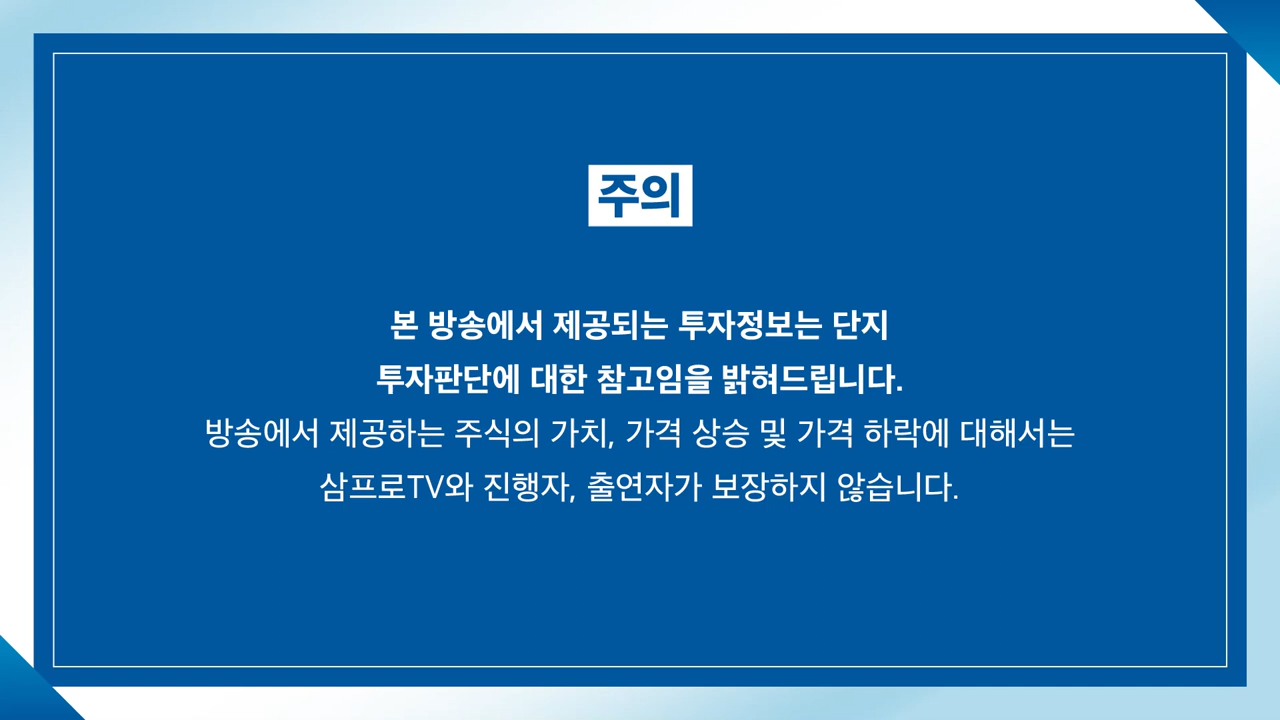 주의
본 방송에서 제공되는 투자정보는 단지
투자판단에 대한 참고임을 밝혀드립니다.
방송에서 제공하는 주식의 가치, 가격 상승 및 가격 하락에 대해서는
삼프로TV와 진행자, 출연자가 보장하지 않습니다.